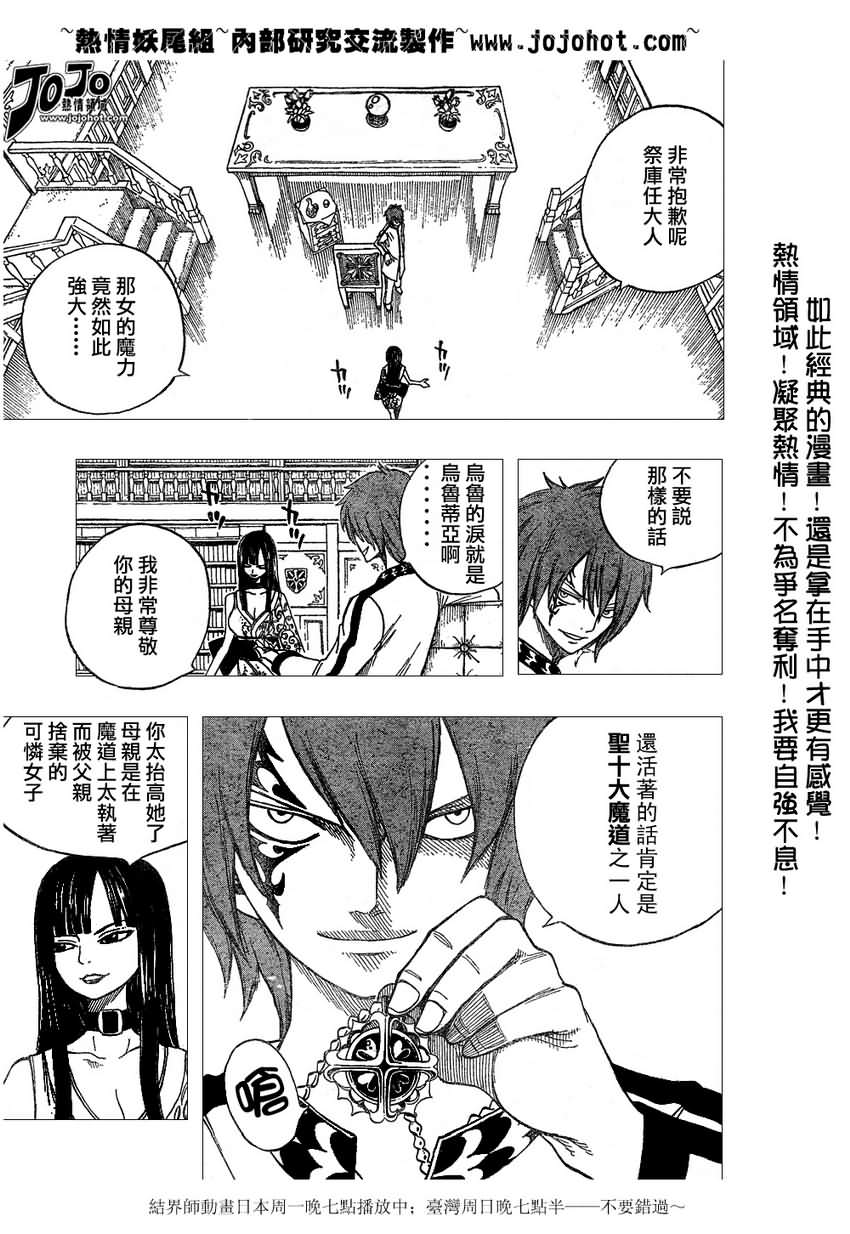 ~熱情妖尾組~內部研究交流製作~www.jojohot.com~
JOJO
熱情領域
www.jojohot.com
非常抱歉呢
祭庫任大人
那女的魔力
竟然如此
強大……
不要說
那樣的話
烏魯的淚就是
烏魯蒂亞啊
………
我非常尊敬
你的母親
還活著的話肯定是
聖十大魔道之一人
嗆
你太抬高她了
母親是在
魔道上太執著
而被父親
捨棄的
可憐女子
如此經典的漫畫！還是拿在手中才更有感覺！
熱情領域！凝聚熱情！不為爭名奪利！我要自強不息！
結界師動畫日本周一晚七點播放中；臺灣周日晚七點半——不要錯過～